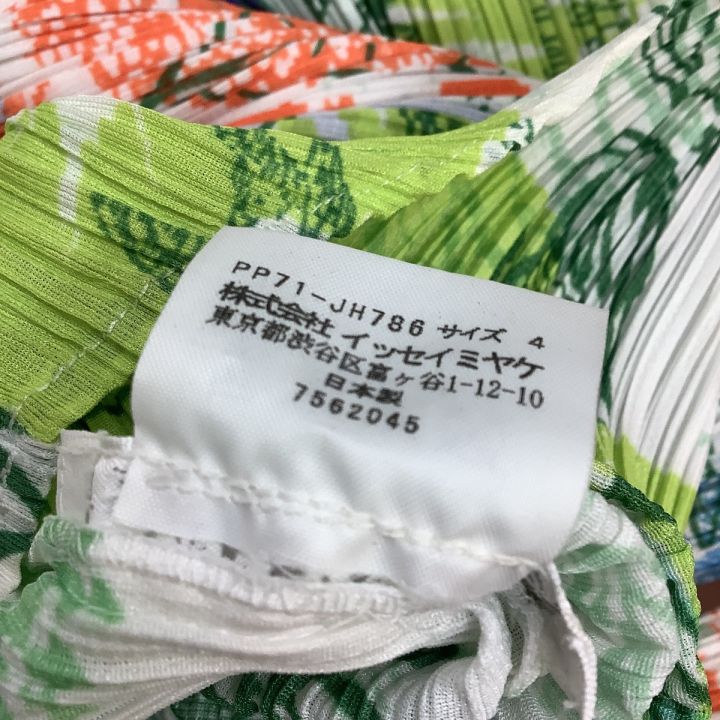 PP71-JH786 サイズ 4
株式会社 イッセイミヤケ
東京都渋谷区富ヶ谷1-12-10
日本製
7562045